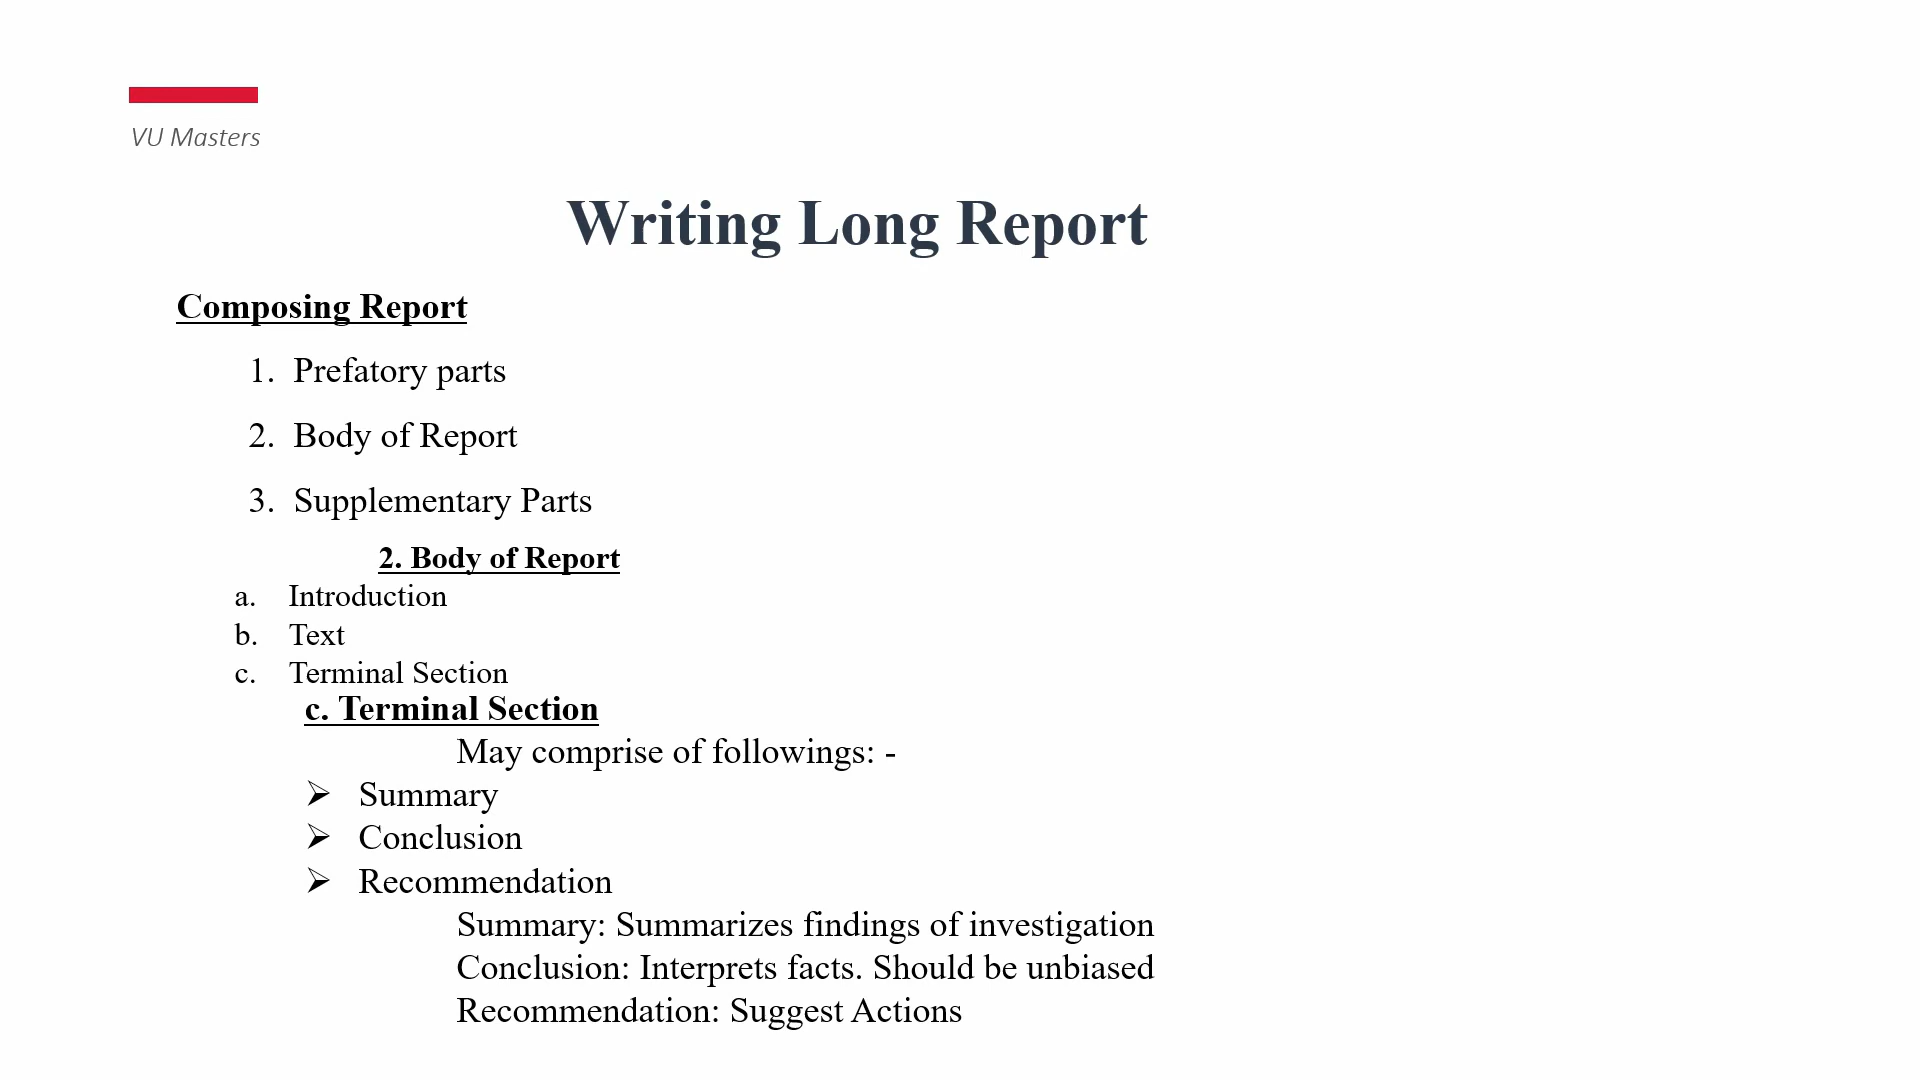 VU Masters
Writing Long Report
Composing Report
1. Prefatory parts
2. Body of Report
3. Supplementary Parts
2. Body of Report
a. Introduction
b. Text
c. Terminal Section
c. Terminal Section
May comprise of followings: -
➢ Summary
➢ Conclusion
➢ Recommendation
Summary: Summarizes findings of investigation
Conclusion: Interprets facts. Should be unbiased
Recommendation: Suggest Actions